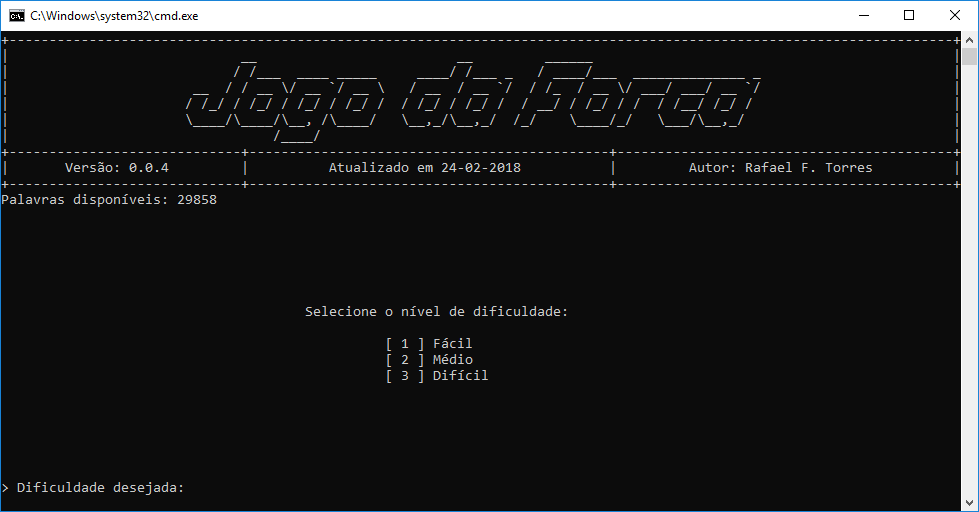 C:\Windows\system32\cmd.exe
Jogo da Forca
Versão: 0.0.4 | Atualizado em 24-02-2018 | Autor: Rafael F. Torres
Palavras disponíveis: 29858
Selecione o nível de dificuldade:
[ 1 ] Fácil
[ 2 ] Médio
[ 3 ] Difícil
> Dificuldade desejada: